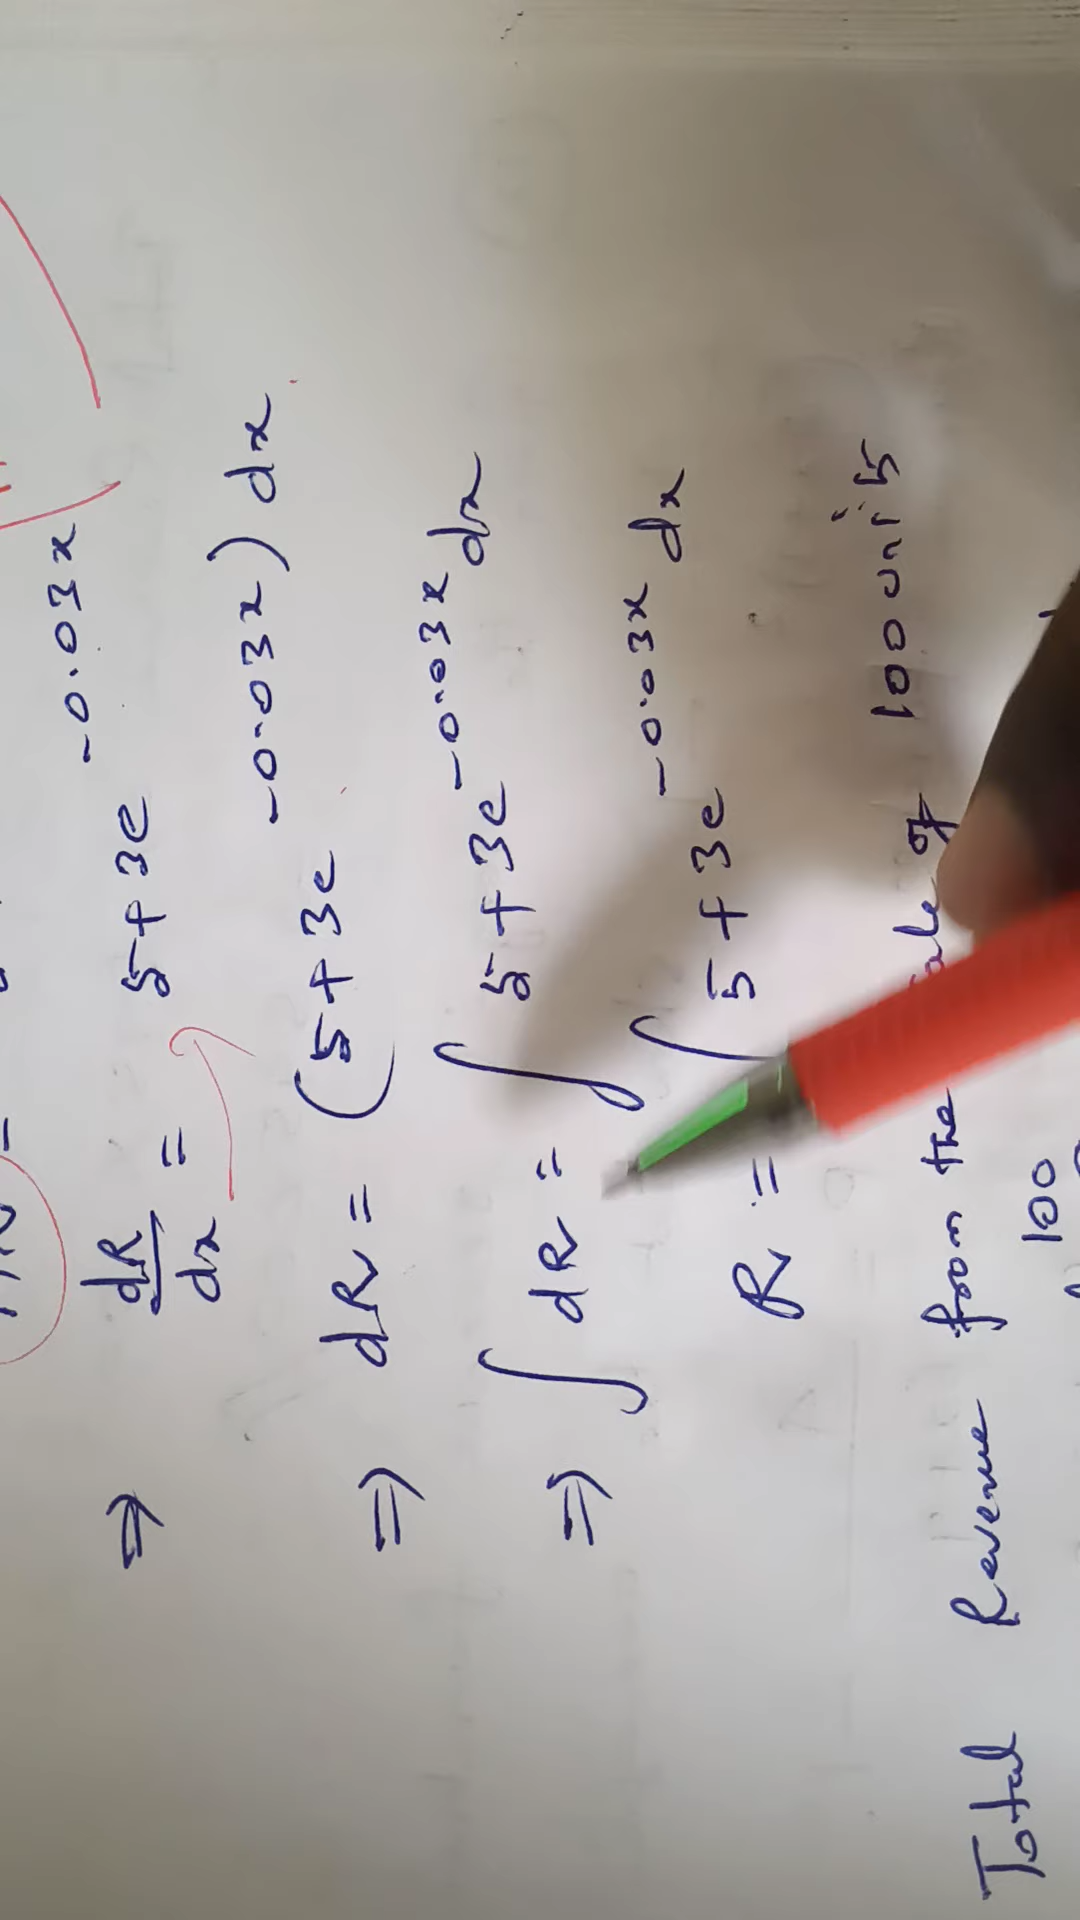 ⇒ dR/dx = 5+3e^-0.03x
⇒ dR = (5+3e^-0.03x) dx
⇒ ∫ dR = ∫ 5+3e^-0.03x dx
R = ∫ 5+3e^-0.03x dx
Total Revenue from the of 100 units
100